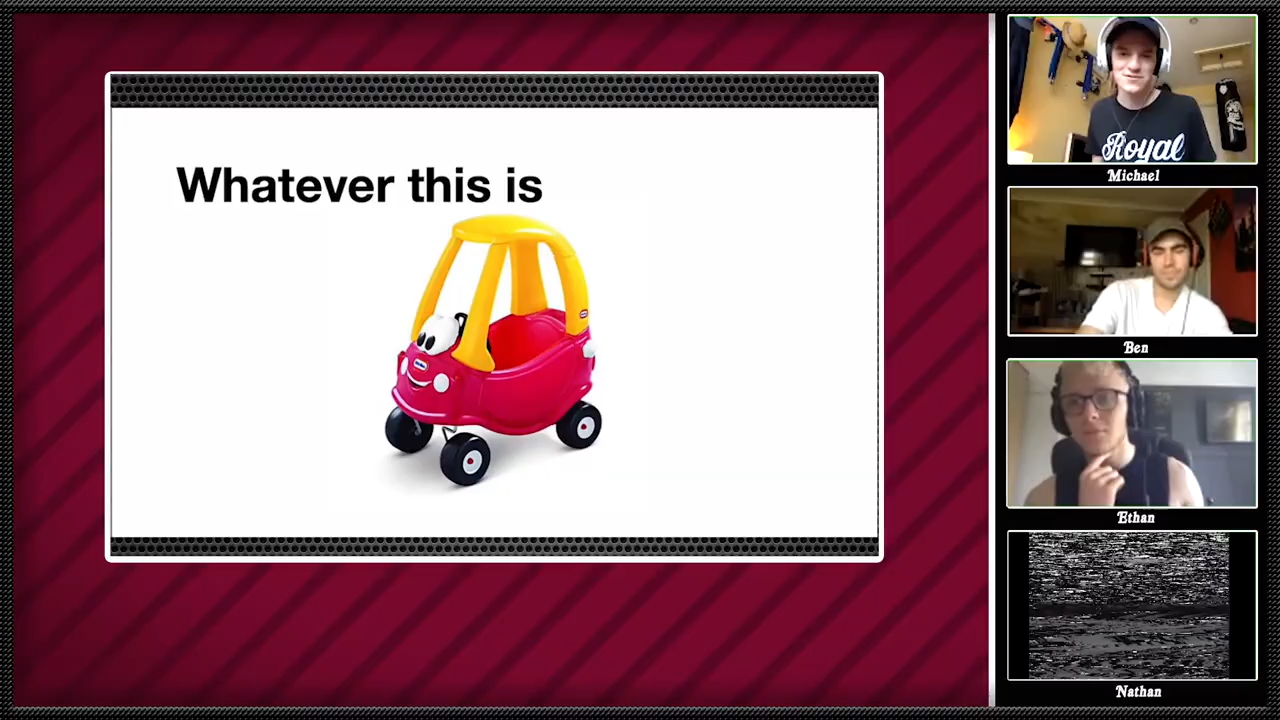 Whatever this is
Royal
Michael
Ben
Ethan
Nathan